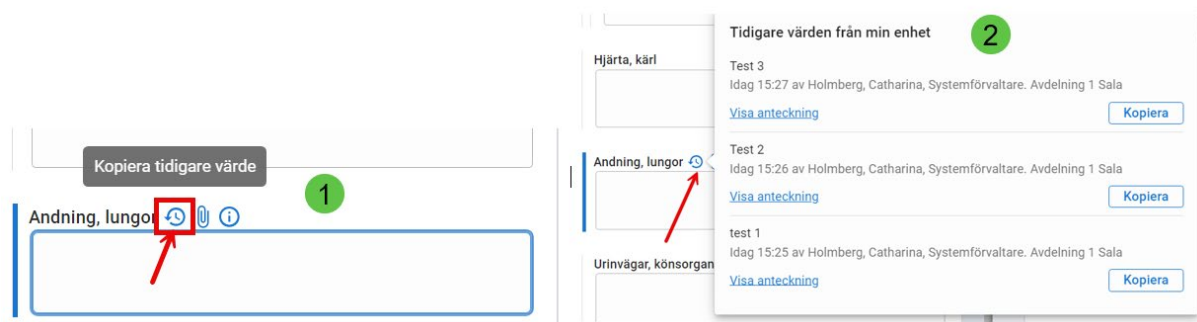 Kopiera tidigare värde
1
Andning, lungor
Hjärta, kärl
Andning, lungor
Urinvägar, könsorgan
Tidigare värden från min enhet
2
Test 3
Idag 15:27 av Holmberg, Catharina, Systemförvaltare. Avdelning 1 Sala
Visa anteckning
Kopiera
Test 2
Idag 15:26 av Holmberg, Catharina, Systemförvaltare. Avdelning 1 Sala
Visa anteckning
Kopiera
test 1
Idag 15:25 av Holmberg, Catharina, Systemförvaltare. Avdelning 1 Sala
Visa anteckning
Kopiera